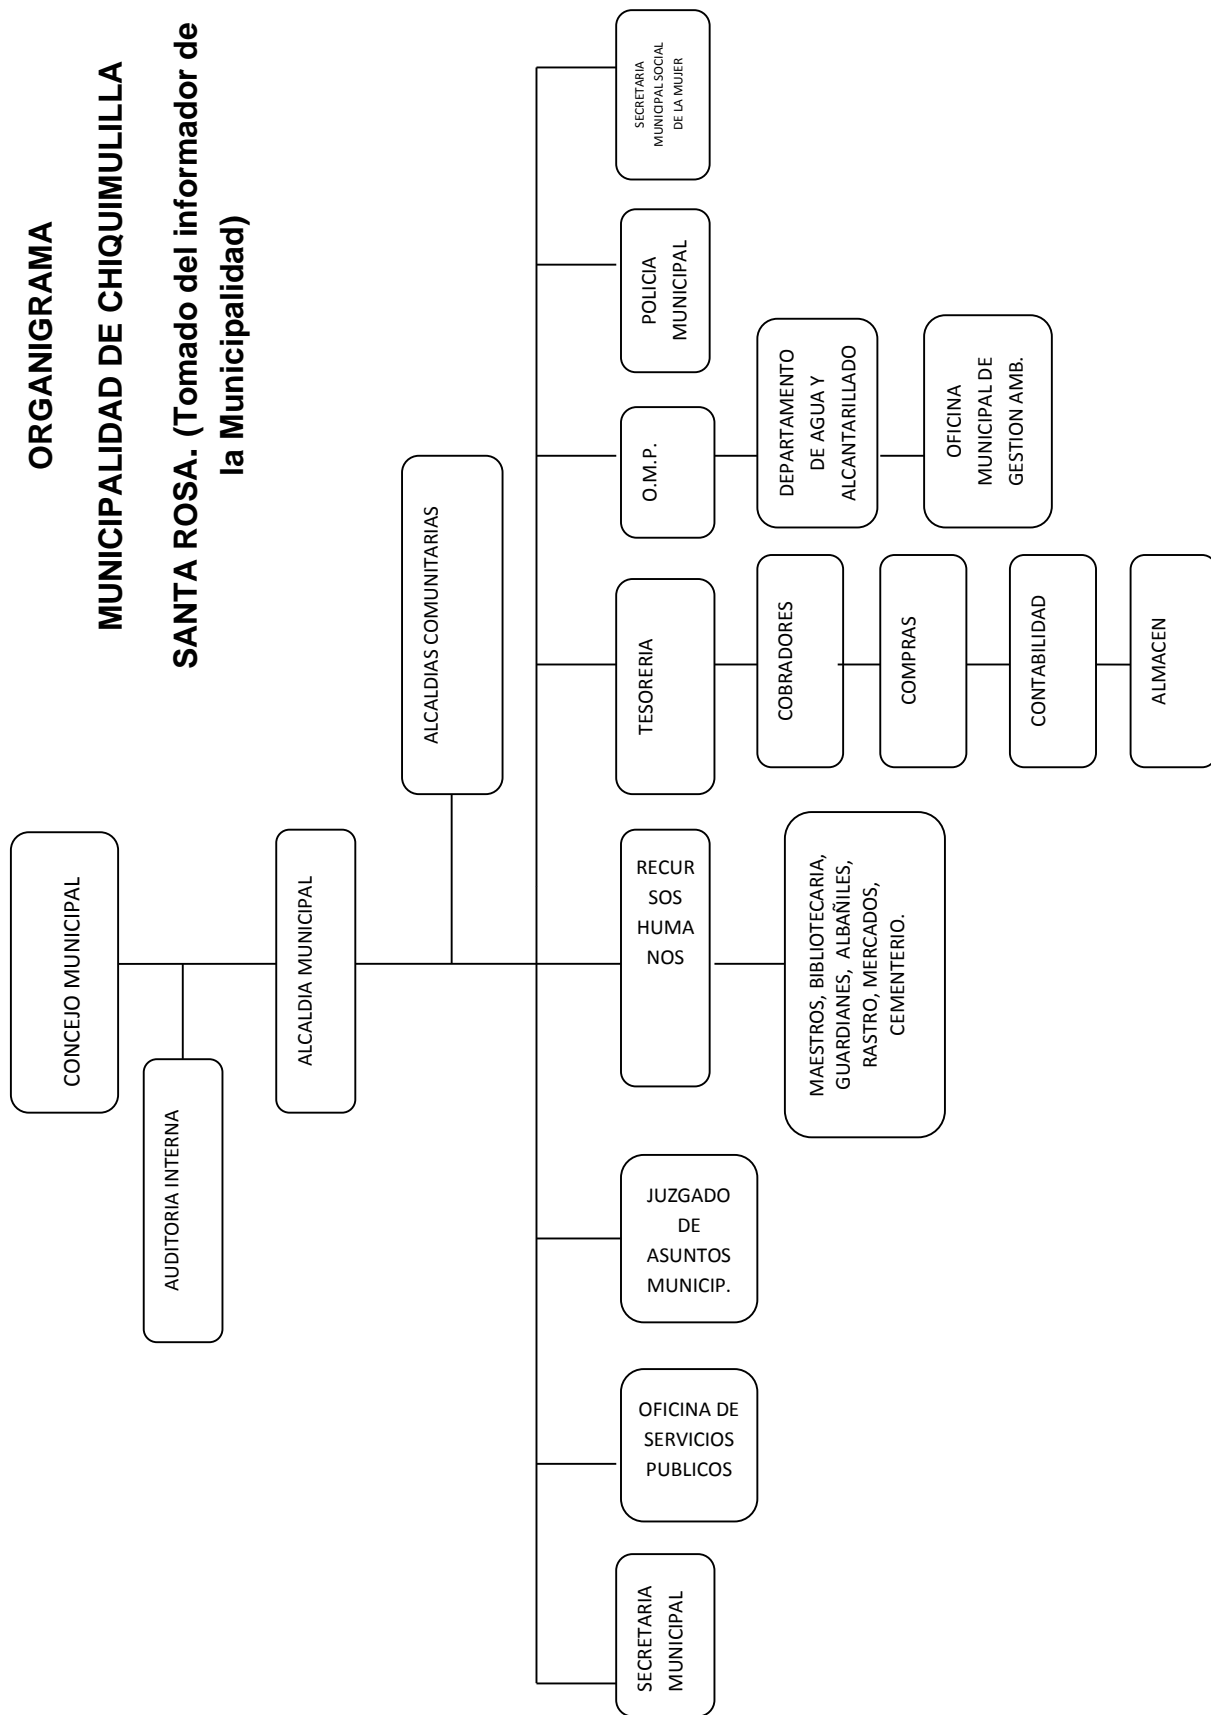 ORGANIGRAMA
MUNICIPALIDAD DE CHIQUIMULILLA
SANTA ROSA. (Tomado del informador de
la Municipalidad)
CONCEJO MUNICIPAL
AUDITORIA INTERNA
ALCALDIA MUNICIPAL
ALCALDIAS COMUNITARIAS
SECRETARIA
MUNICIPAL
OFICINA DE
SERVICIOS
PUBLICOS
JUZGADO
DE
ASUNTOS
MUNICIP.
RECUR
SOS
HUMA
NOS
MAESTROS, BIBLIOTECARIA,
GUARDIANES, ALBAÑILES,
RASTRO, MERCADOS,
CEMENTERIO.
TESORERIA
COBRADORES
COMPRAS
CONTABILIDAD
ALMACEN
O.M.P.
DEPARTAMENTO
DE AGUA Y
ALCANTARILLADO
OFICINA
MUNICIPAL DE
GESTION AMB.
POLICIA
MUNICIPAL
SECRETARIA
MUNICIPAL SOCIAL
DE LA MUJER